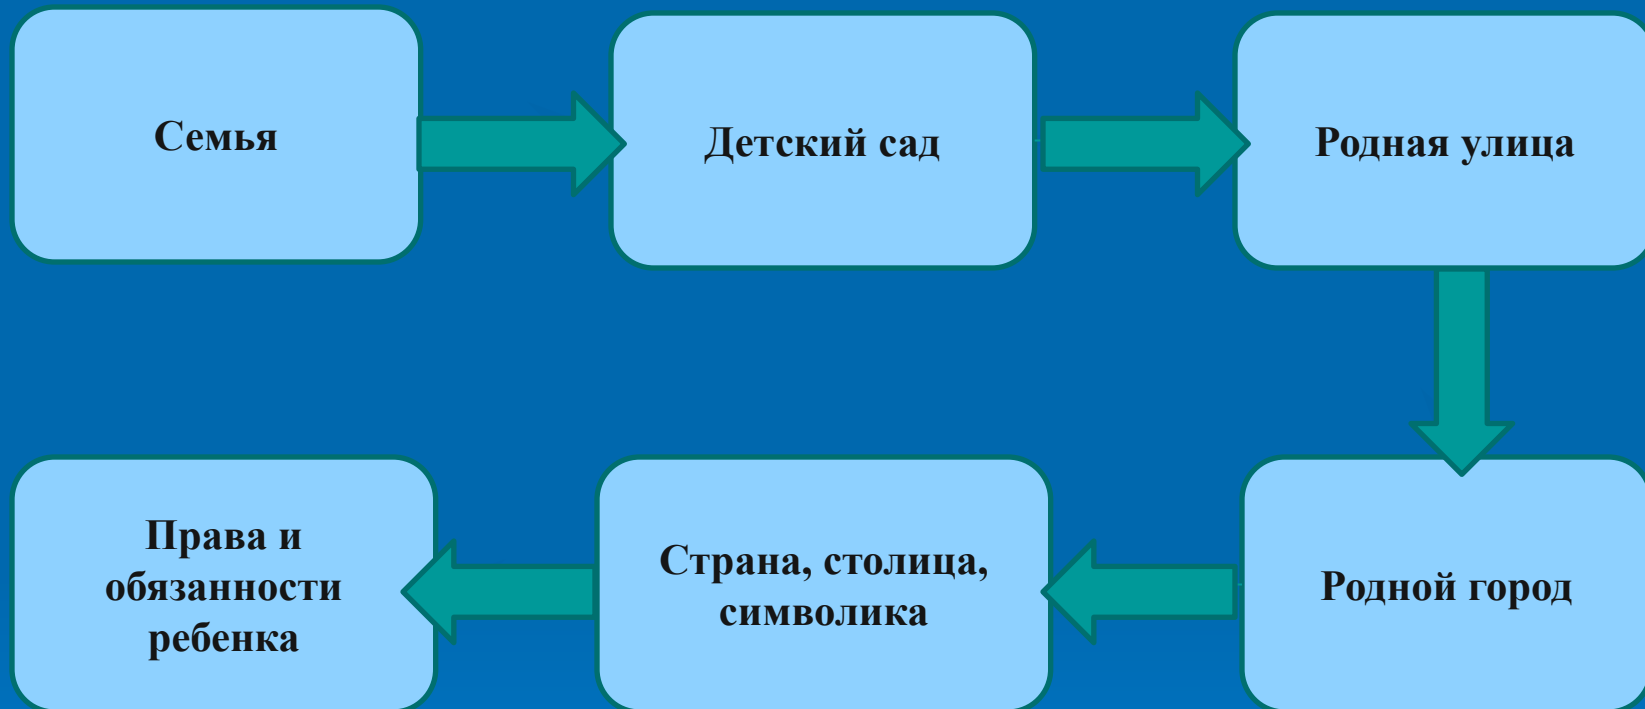 Семья
Детский сад
Родная улица
Родной город
Страна, столица,
символика
Права и
обязанности
ребенка